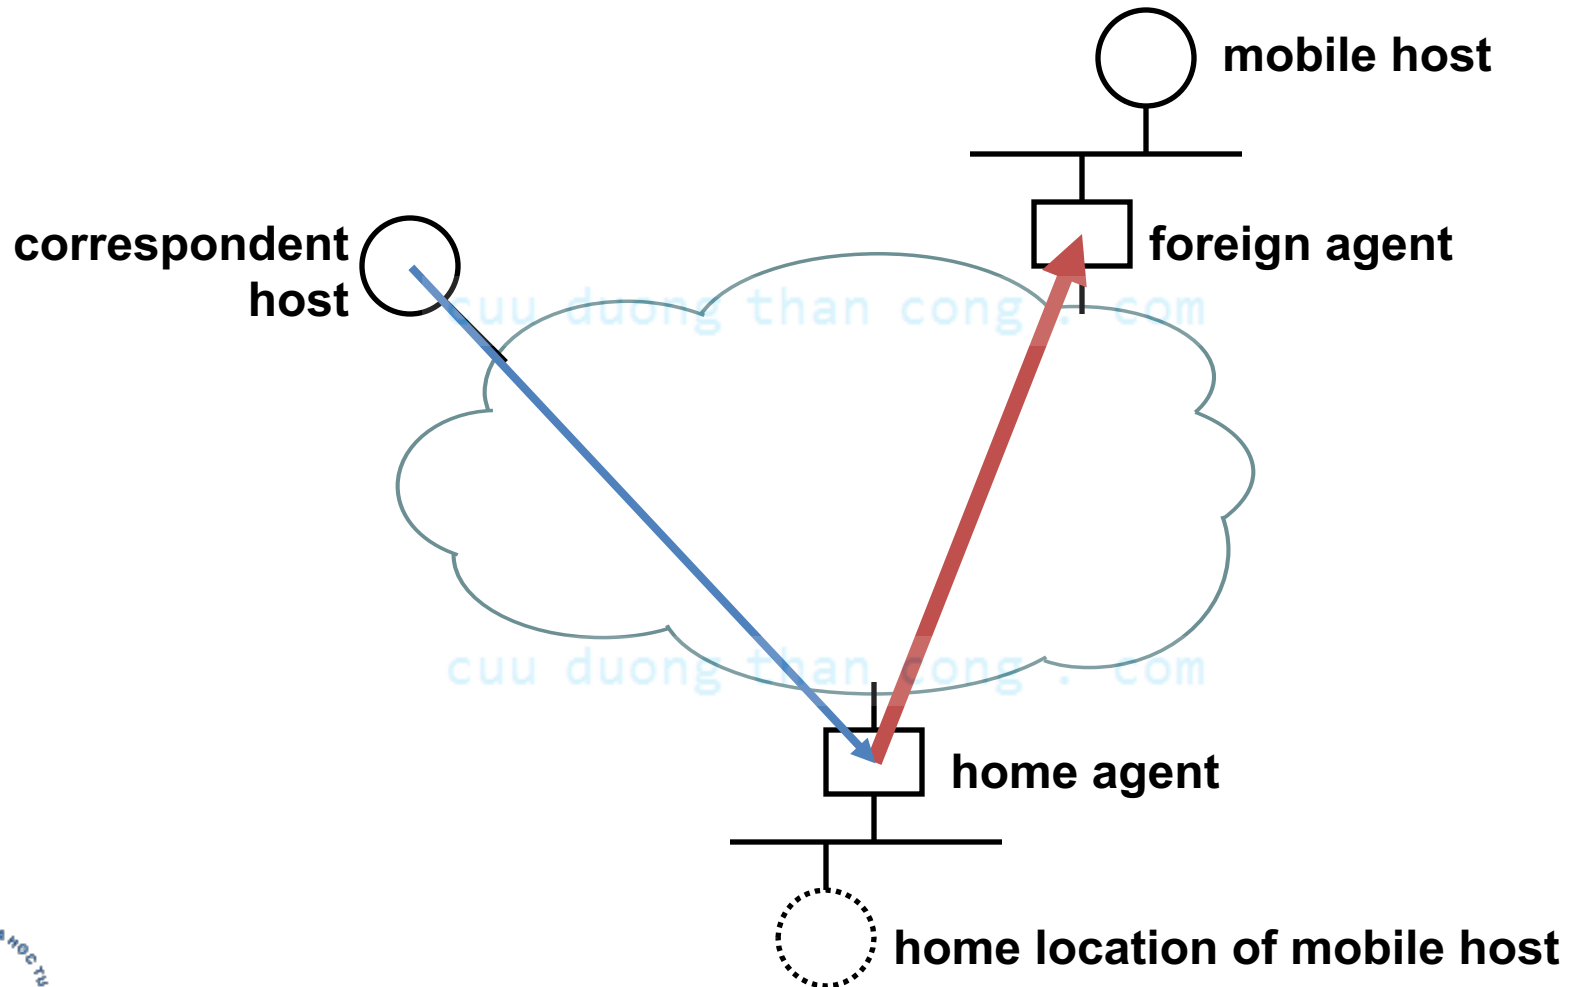 mobile host
correspondent
host
foreign agent
cuu duong than cong . com
cuu duong than cong . com
home agent
home location of mobile host